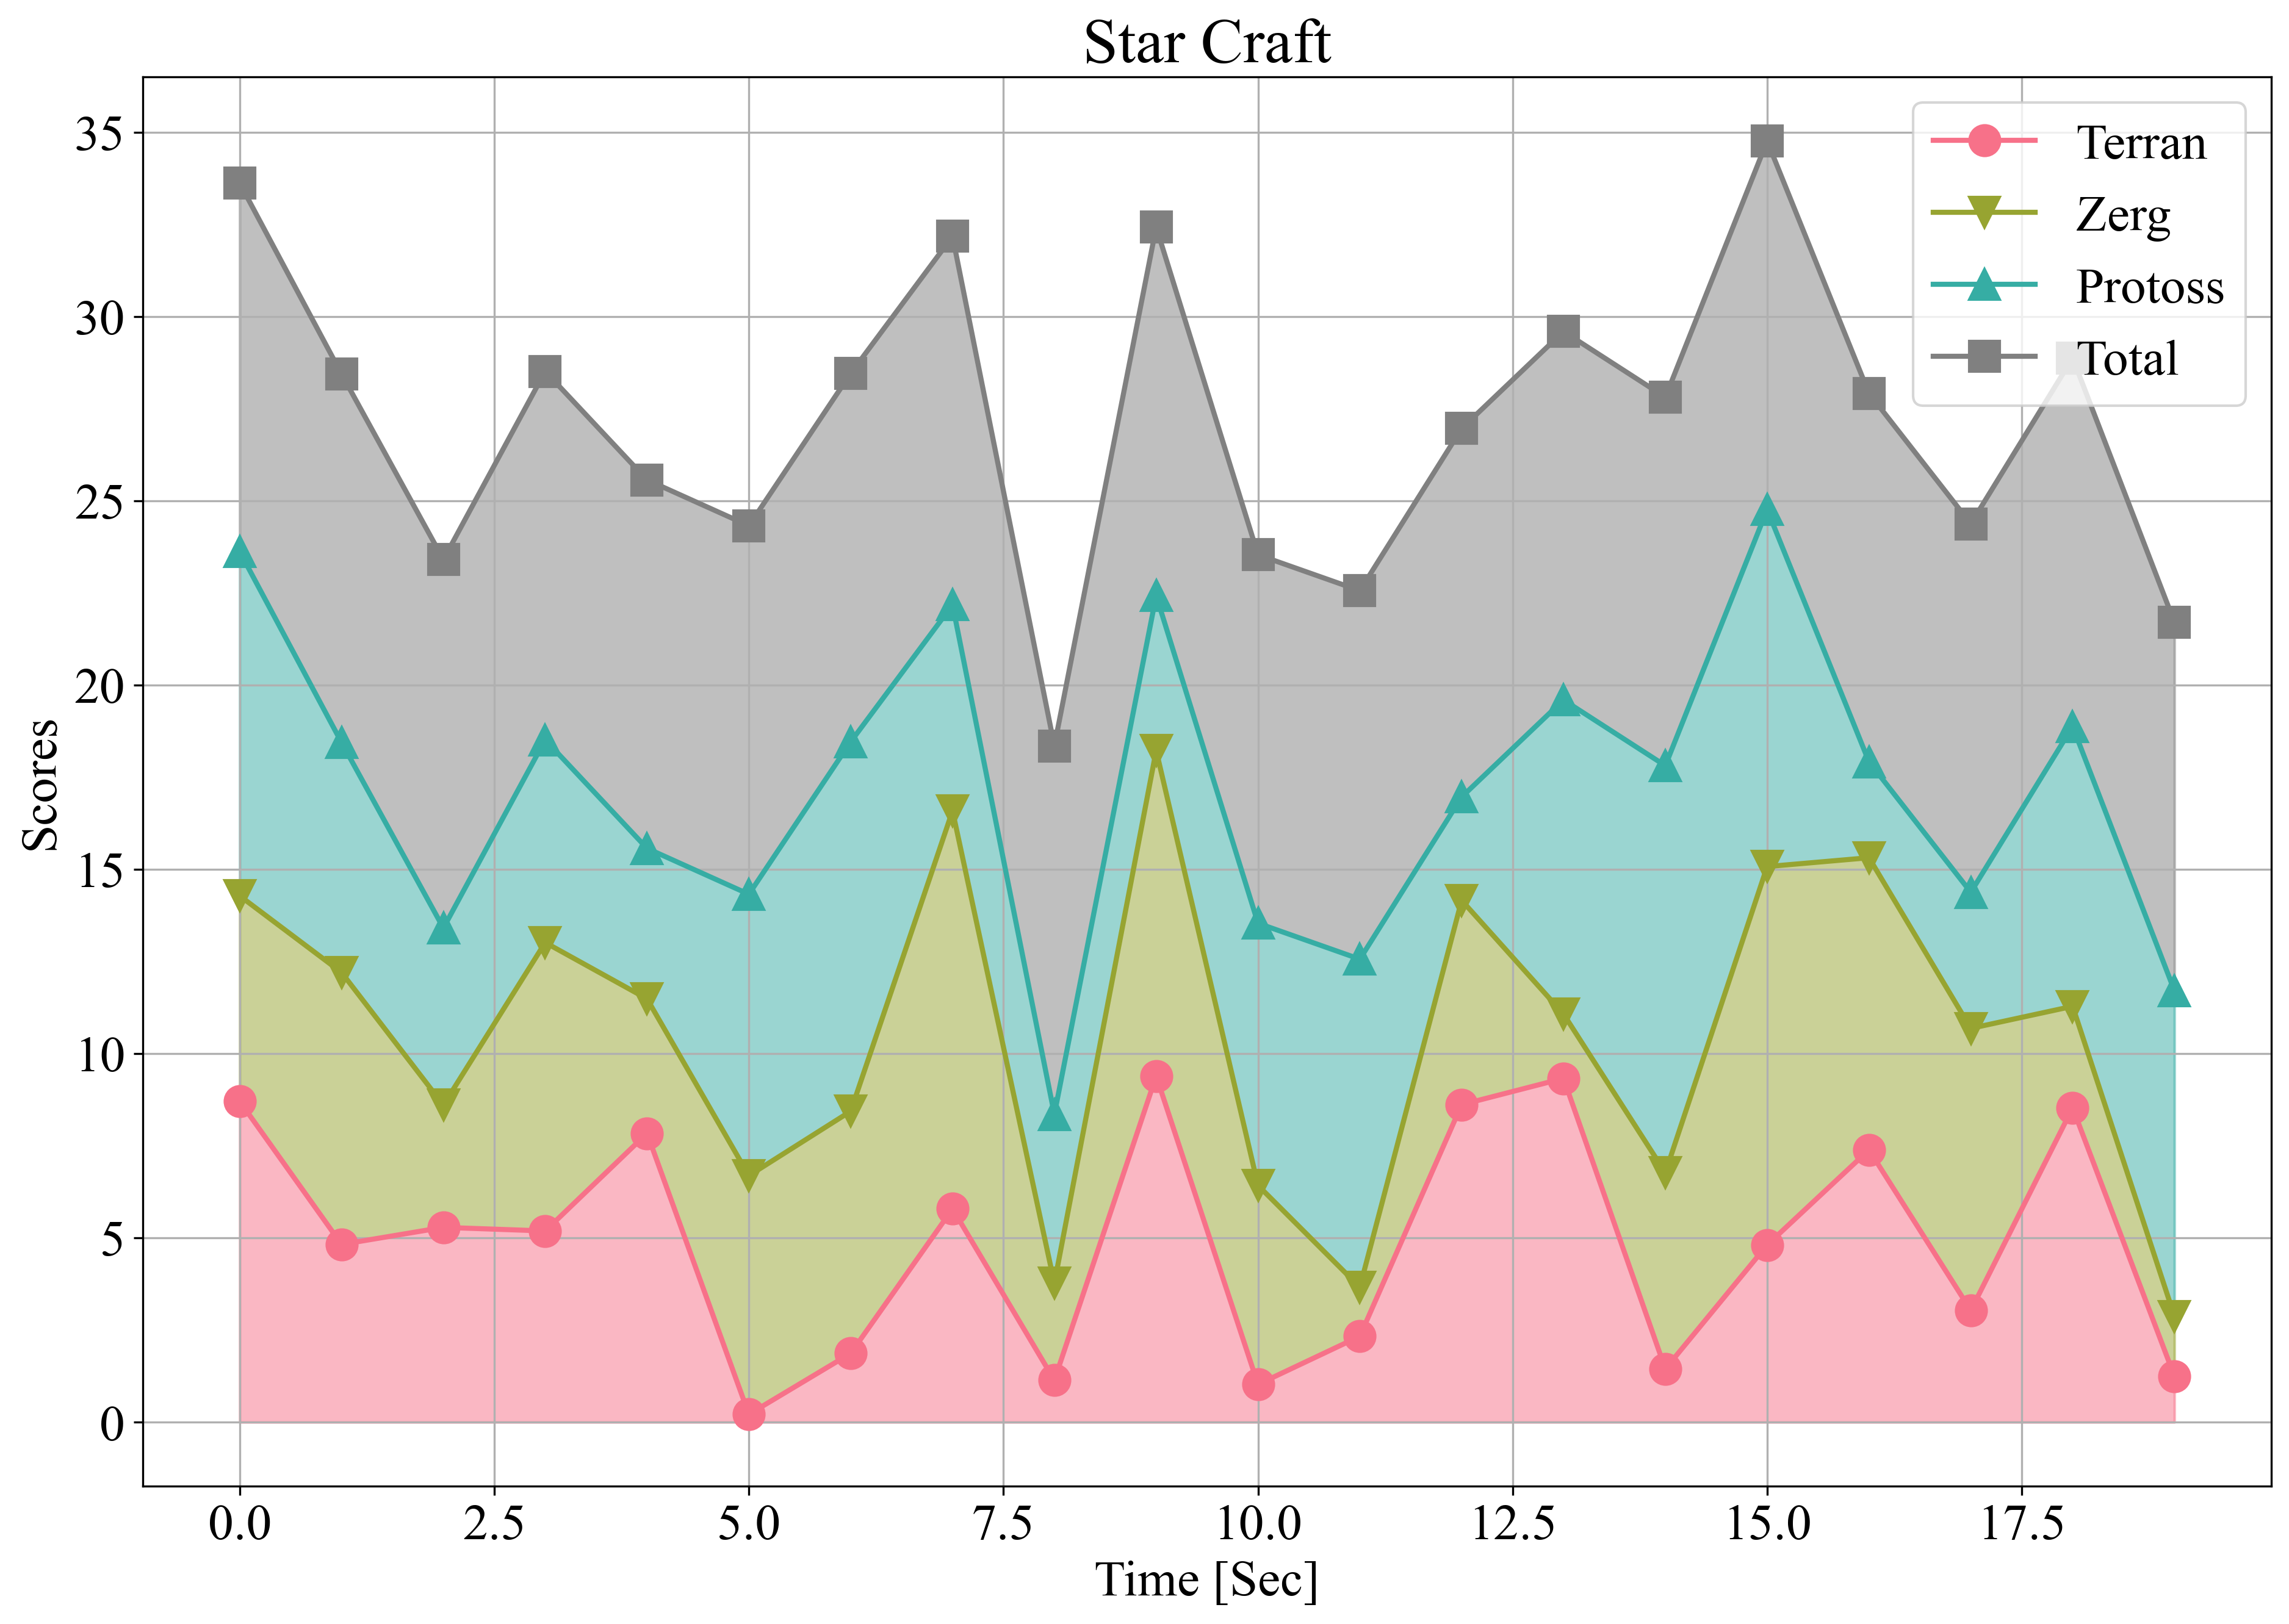 Star Craft
Terran
Zerg
Protoss
Total
35
30
25
20
15
10
5
0
Scores
0.0 2.5 5.0 7.5 10.0 12.5 15.0 17.5
Time [Sec]